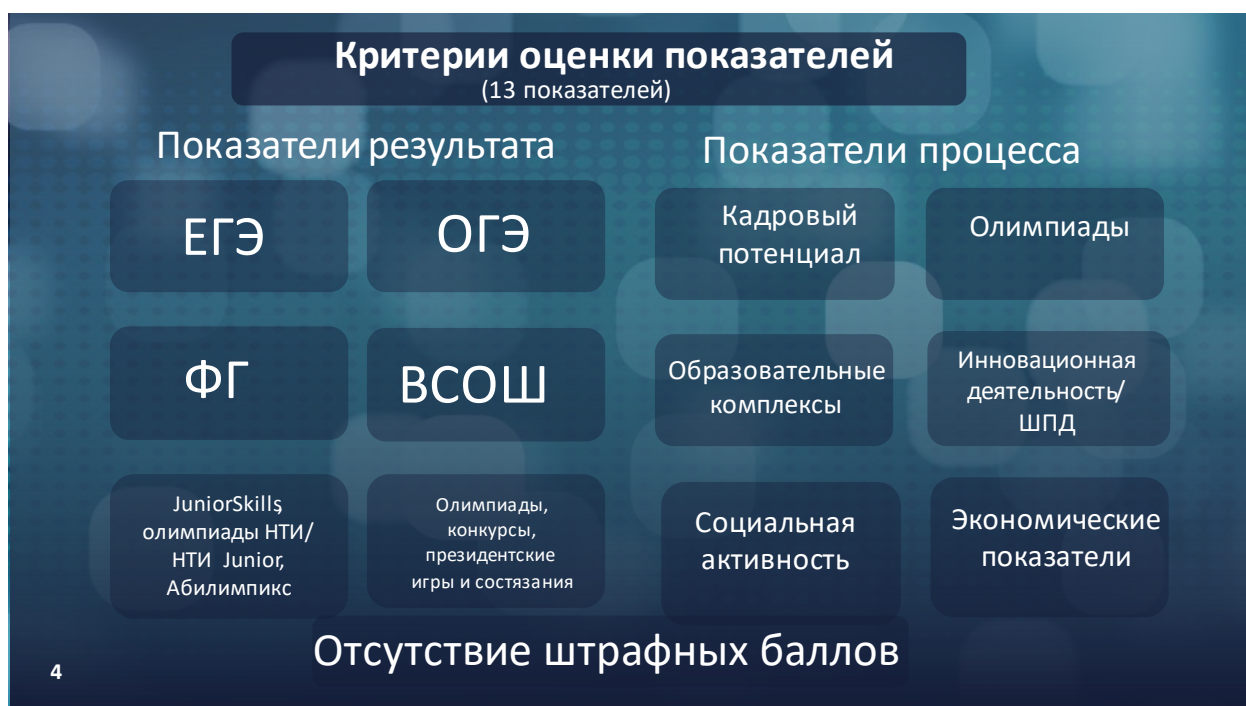 Критерии оценки показателей
(13 показателей)
Показатели результата
ЕГЭ
ОГЭ
ФГ
ВСОШ
JuniorSkills,
олимпиады НТИ/
НТИ Junior,
Абилимпикс
Олимпиады,
конкурсы,
президентские
игры и состязания
Показатели процесса
Кадровый
потенциал
Олимпиады
Образовательные
комплексы
Инновационная
деятельность/
ШПД
Социальная
активность
Экономические
показатели
Отсутствие штрафных баллов
4